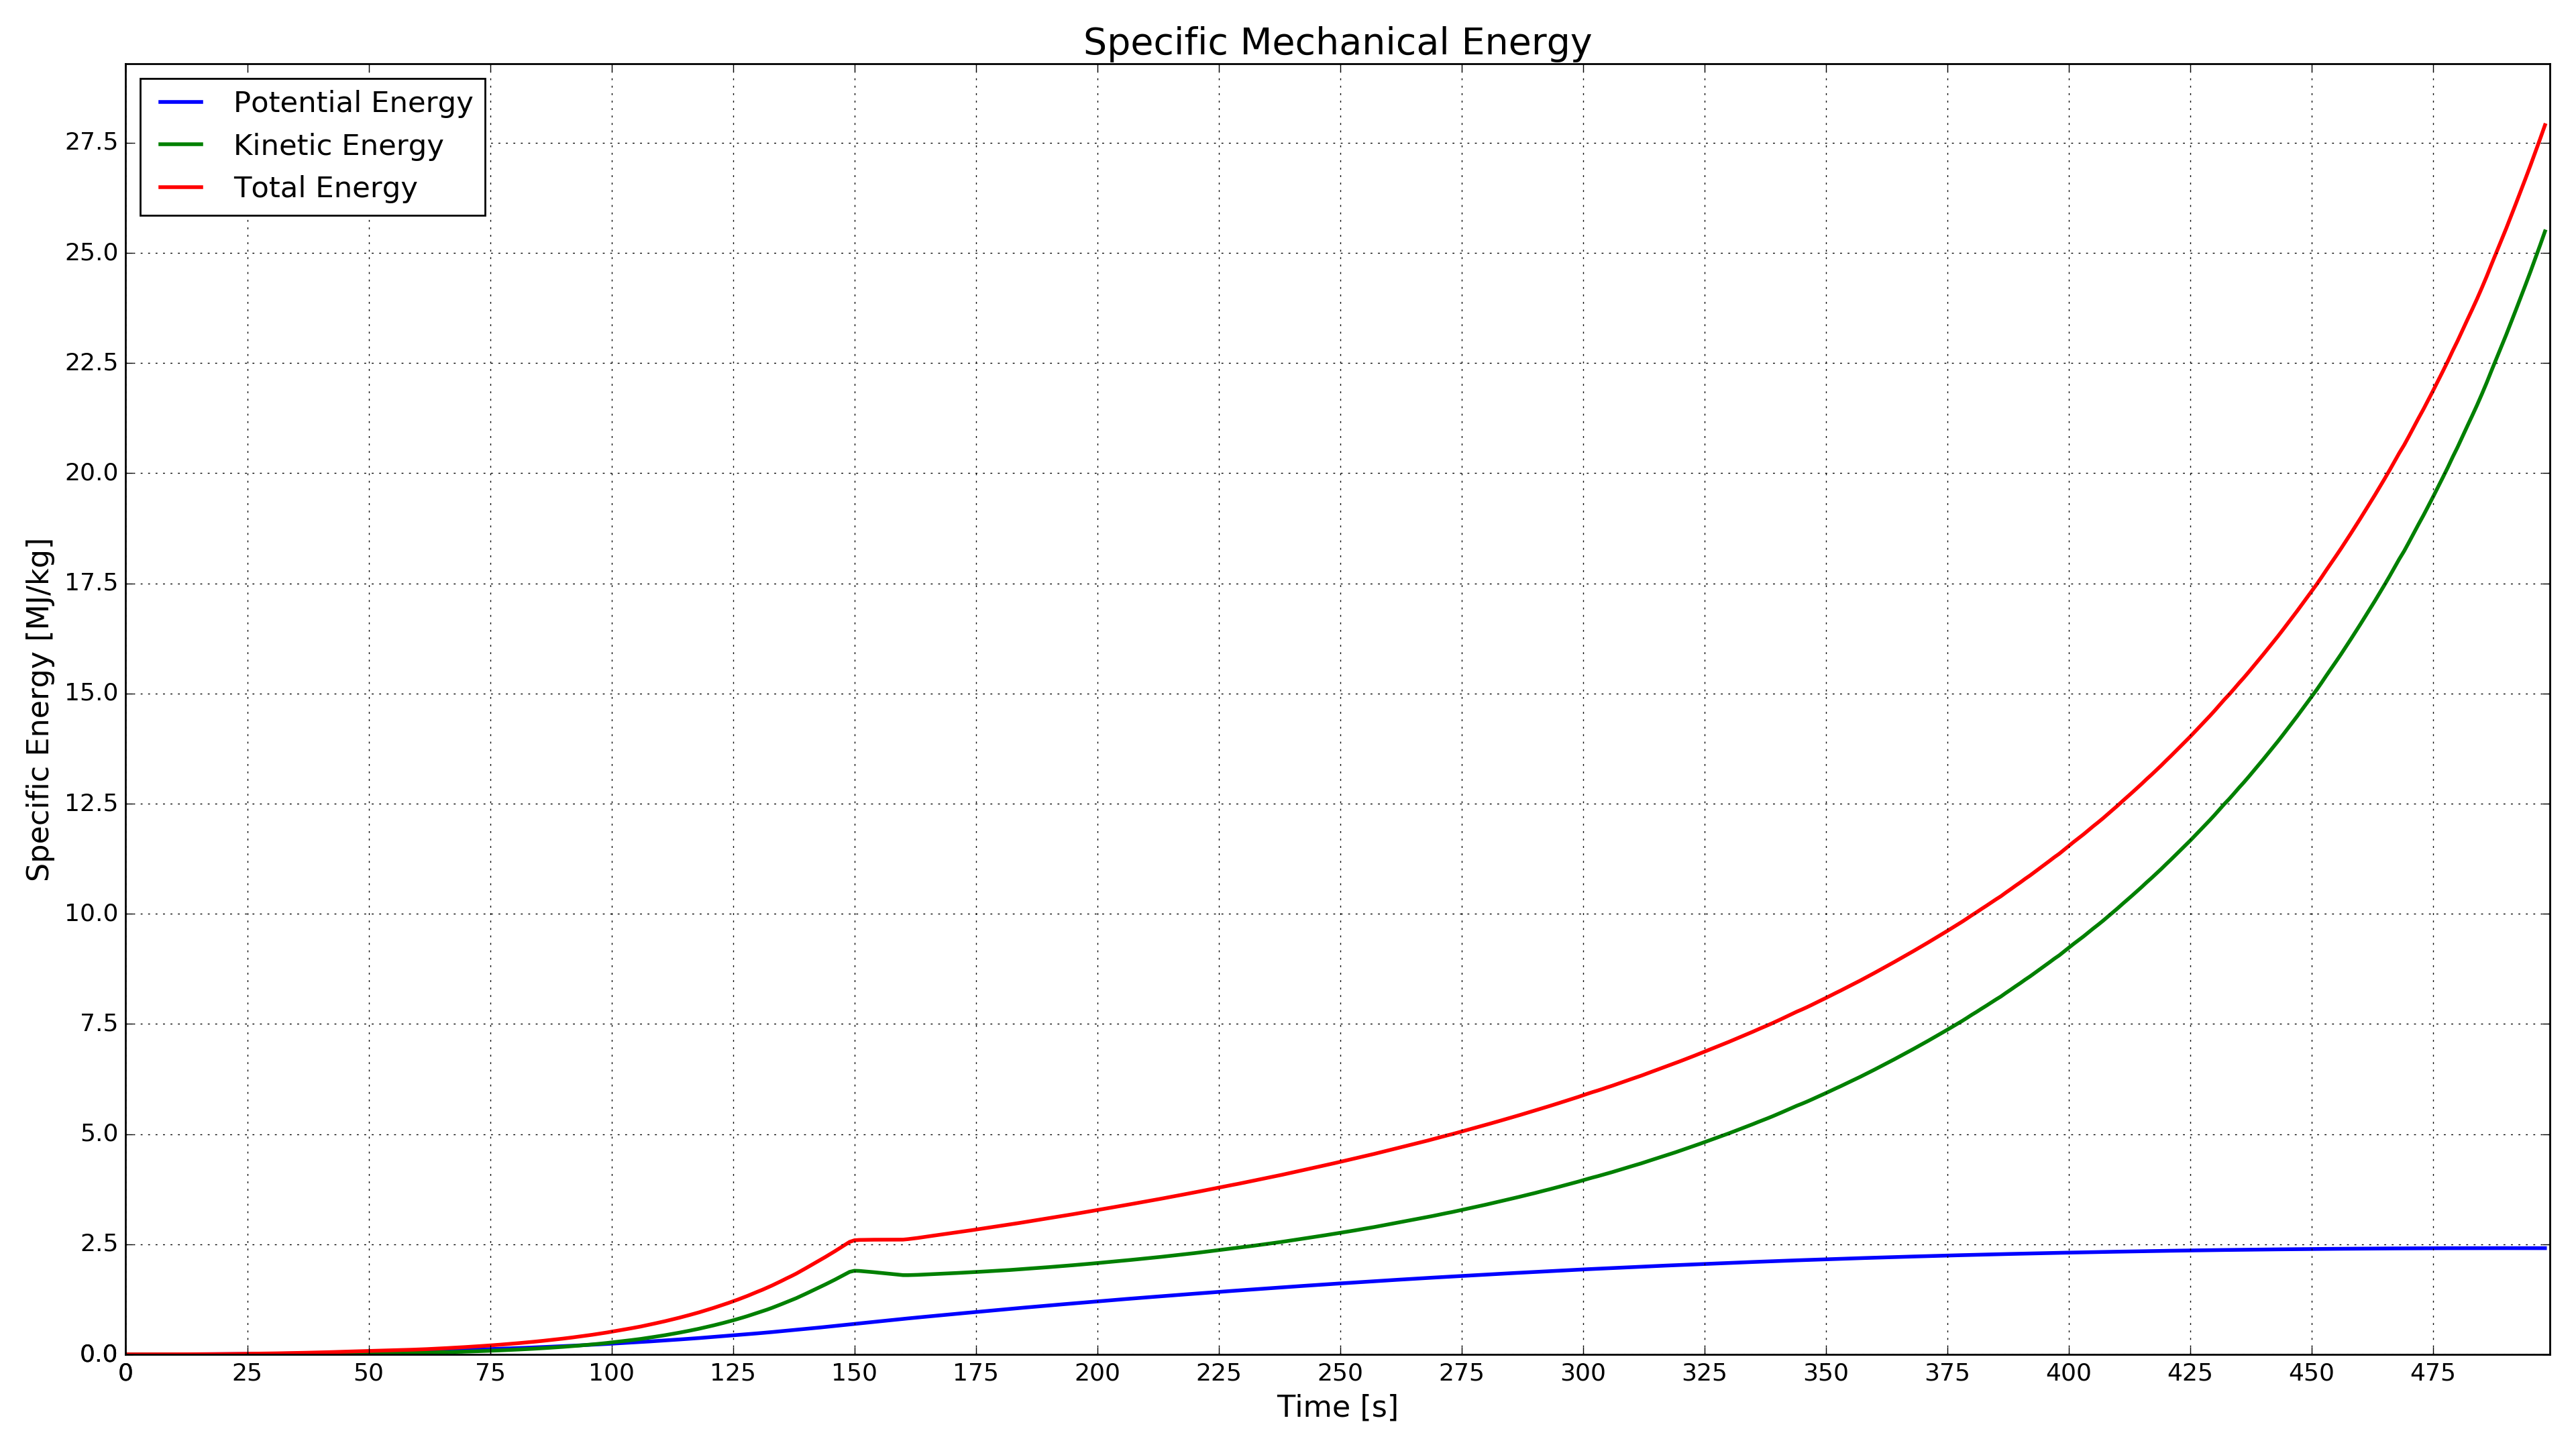 Specific Mechanical Energy
Potential Energy
Kinetic Energy
Total Energy
Specific Energy [MJ/kg]
27.5
25.0
22.5
20.0
17.5
15.0
12.5
10.0
7.5
5.0
2.5
0.0
0 25 50 75 100 125 150 175 200 225 250 275 300 325 350 375 400 425 450 475
Time [s]